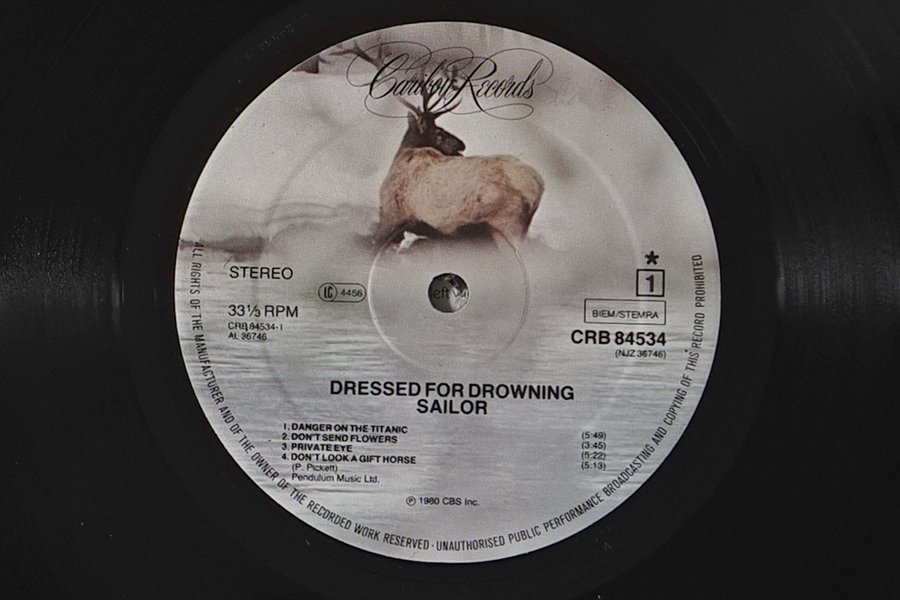 Caribou Records
STEREO
LC 4456
33⅓ RPM
CRB 84534-1
AL 36746
*
1
BIEM/STEMRA
CRB 84534
(NJZ 36746)
DRESSED FOR DROWNING
SAILOR
1. DANGER ON THE TITANIC (5:49)
2. DON'T SEND FLOWERS (3:45)
3. PRIVATE EYE (5:22)
4. DON'T LOOK A GIFT HORSE (5:13)
(P. Pickett)
Pendulum Music Ltd.
℗ 1980 CBS Inc.
ALL RIGHTS OF THE MANUFACTURER AND OF THE OWNER OF THE RECORDED WORK RESERVED · UNAUTHORISED PUBLIC PERFORMANCE BROADCASTING AND COPYING OF THIS RECORD PROHIBITED